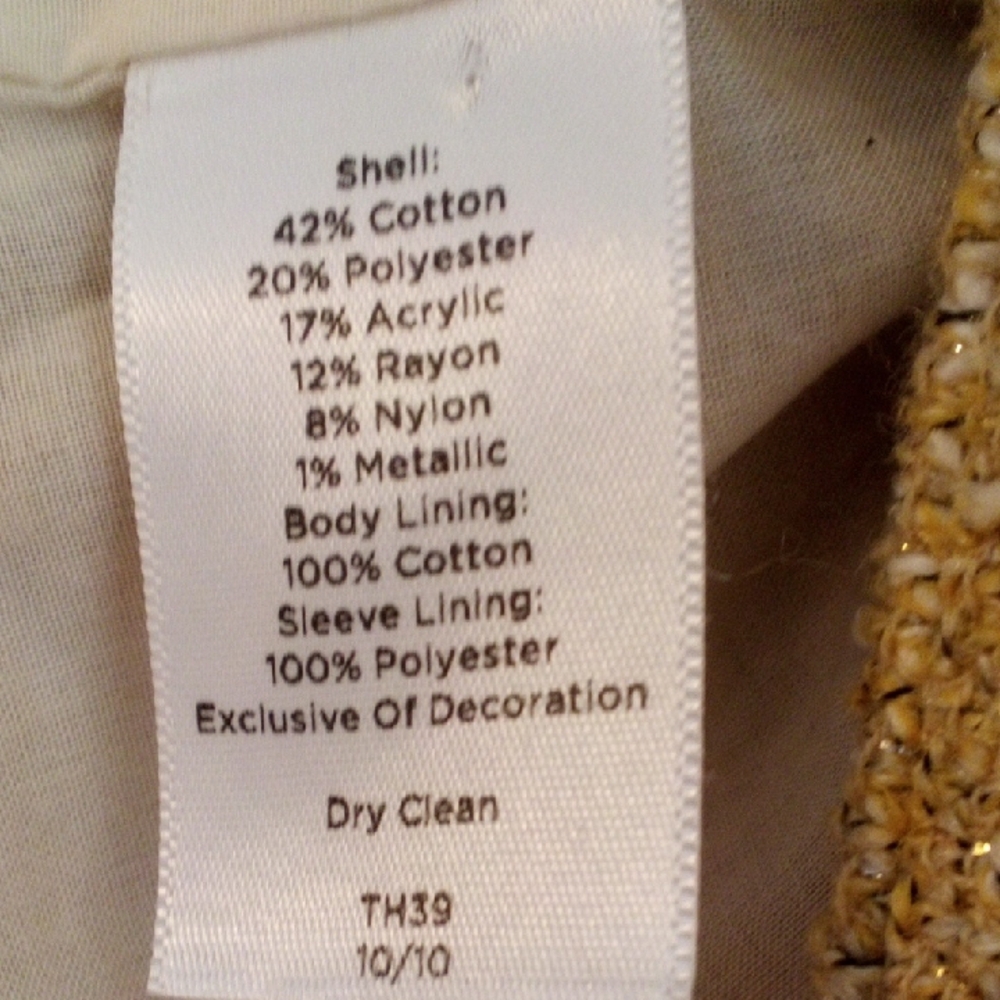 Shell:
42% Cotton
20% Polyester
17% Acrylic
12% Rayon
8% Nylon
1% Metallic
Body Lining:
100% Cotton
Sleeve Lining:
100% Polyester
Exclusive Of Decoration
Dry Clean
TH39
10/10